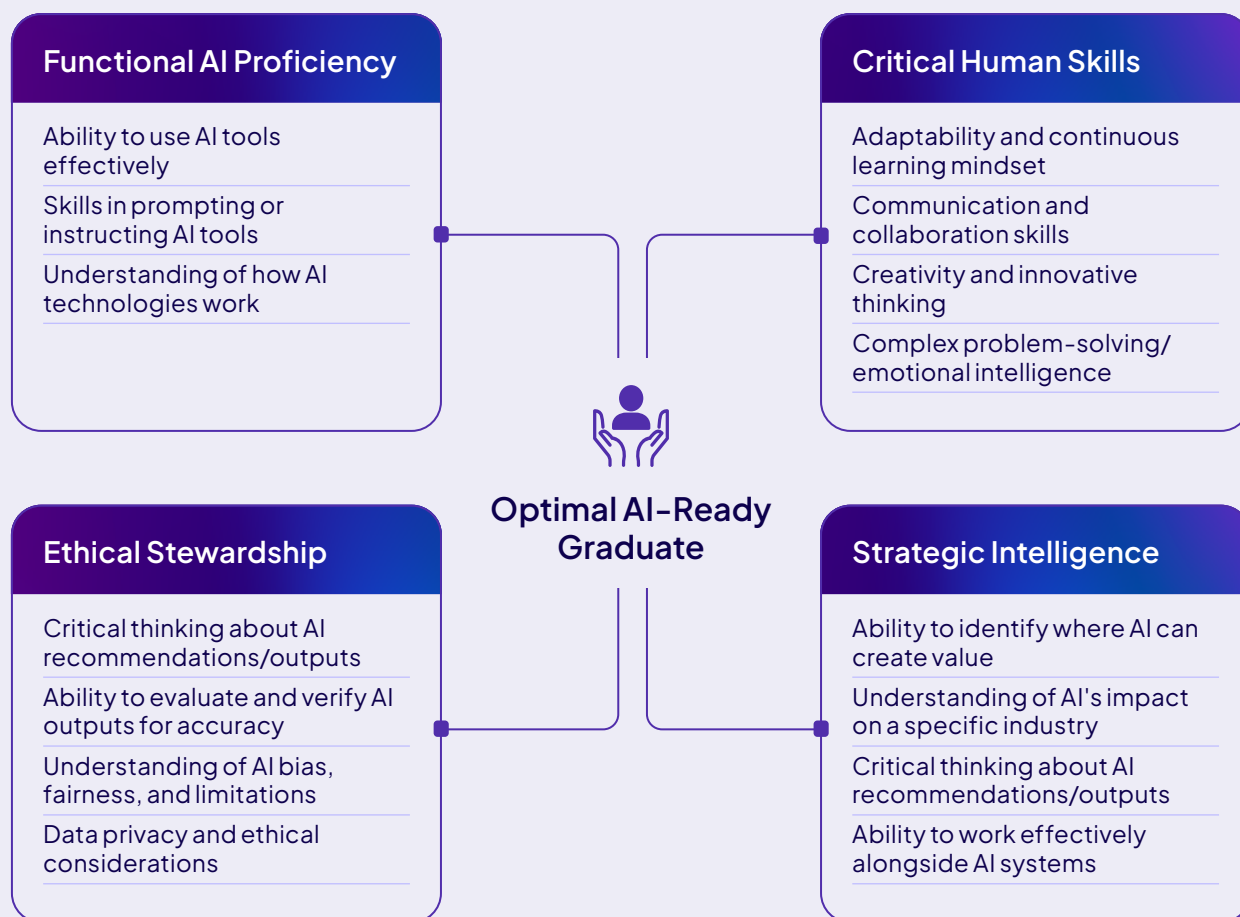 Functional AI Proficiency
Ability to use AI tools
effectively
Skills in prompting or
instructing AI tools
Understanding of how AI
technologies work
Critical Human Skills
Adaptability and continuous
learning mindset
Communication and
collaboration skills
Creativity and innovative
thinking
Complex problem-solving/
emotional intelligence
Optimal AI-Ready
Graduate
Ethical Stewardship
Critical thinking about AI
recommendations/outputs
Ability to evaluate and verify AI
outputs for accuracy
Understanding of AI bias,
fairness, and limitations
Data privacy and ethical
considerations
Strategic Intelligence
Ability to identify where AI can
create value
Understanding of AI's impact
on a specific industry
Critical thinking about AI
recommendations/outputs
Ability to work effectively
alongside AI systems